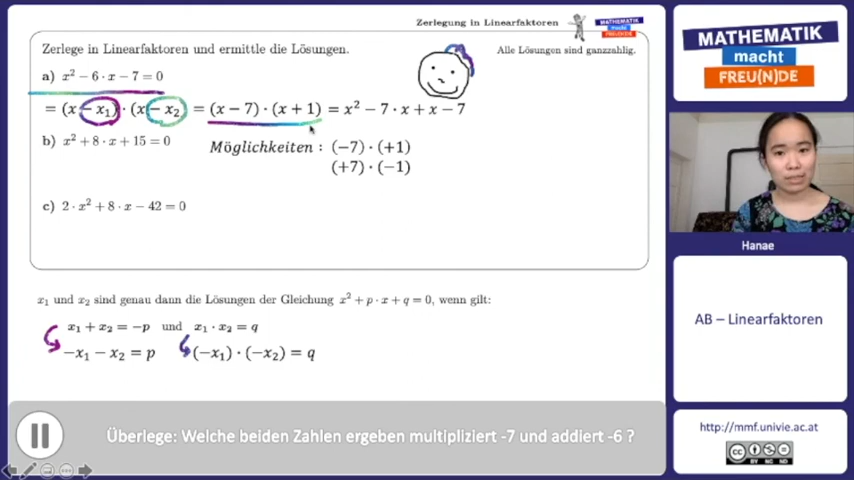 Zerlegung in Linearfaktoren
MATHEMATIK
macht
FREU(N)DE
Zerlege in Linearfaktoren und ermittle die Lösungen.
Alle Lösungen sind ganzzahlig.
a) x² − 6 · x − 7 = 0
= (x − x₁) · (x − x₂) = (x − 7) · (x + 1) = x² − 7 · x + x − 7
b) x² + 8 · x + 15 = 0
Möglichkeiten : (−7) · (+1)
(+7) · (−1)
c) 2 · x² + 8 · x − 42 = 0
x₁ und x₂ sind genau dann die Lösungen der Gleichung x² + p · x + q = 0, wenn gilt:
x₁ + x₂ = −p und x₁ · x₂ = q
−x₁ − x₂ = p (−x₁) · (−x₂) = q
Überlege: Welche beiden Zahlen ergeben multipliziert -7 und addiert -6 ?
MATHEMATIK
macht
FREU(N)DE
Hanae
AB – Linearfaktoren
http://mmf.univie.ac.at
CC
BY NC ND